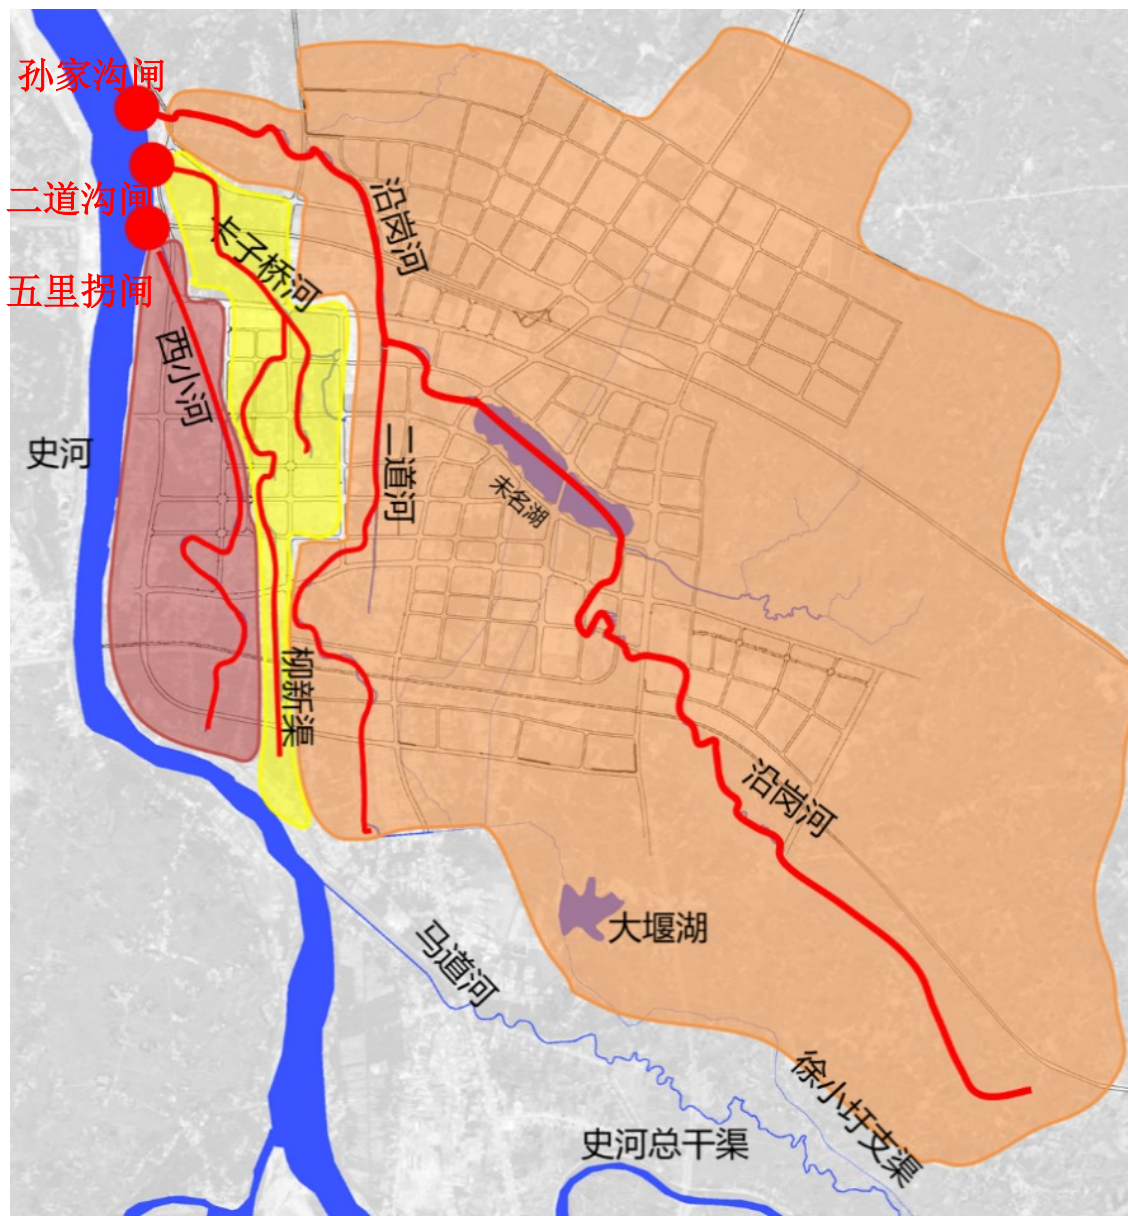 孙家沟闸
二道沟闸
五里拐闸
沿岗河
卡子桥河
西小河
史河
二道河
未名湖
柳新渠
沿岗河
大堰湖
马道河
徐小圩支渠
史河总干渠